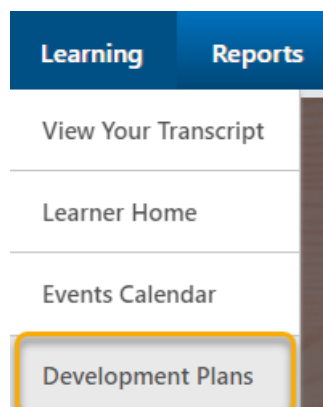 Learning Reports
View Your Transcript
Learner Home
Events Calendar
Development Plans